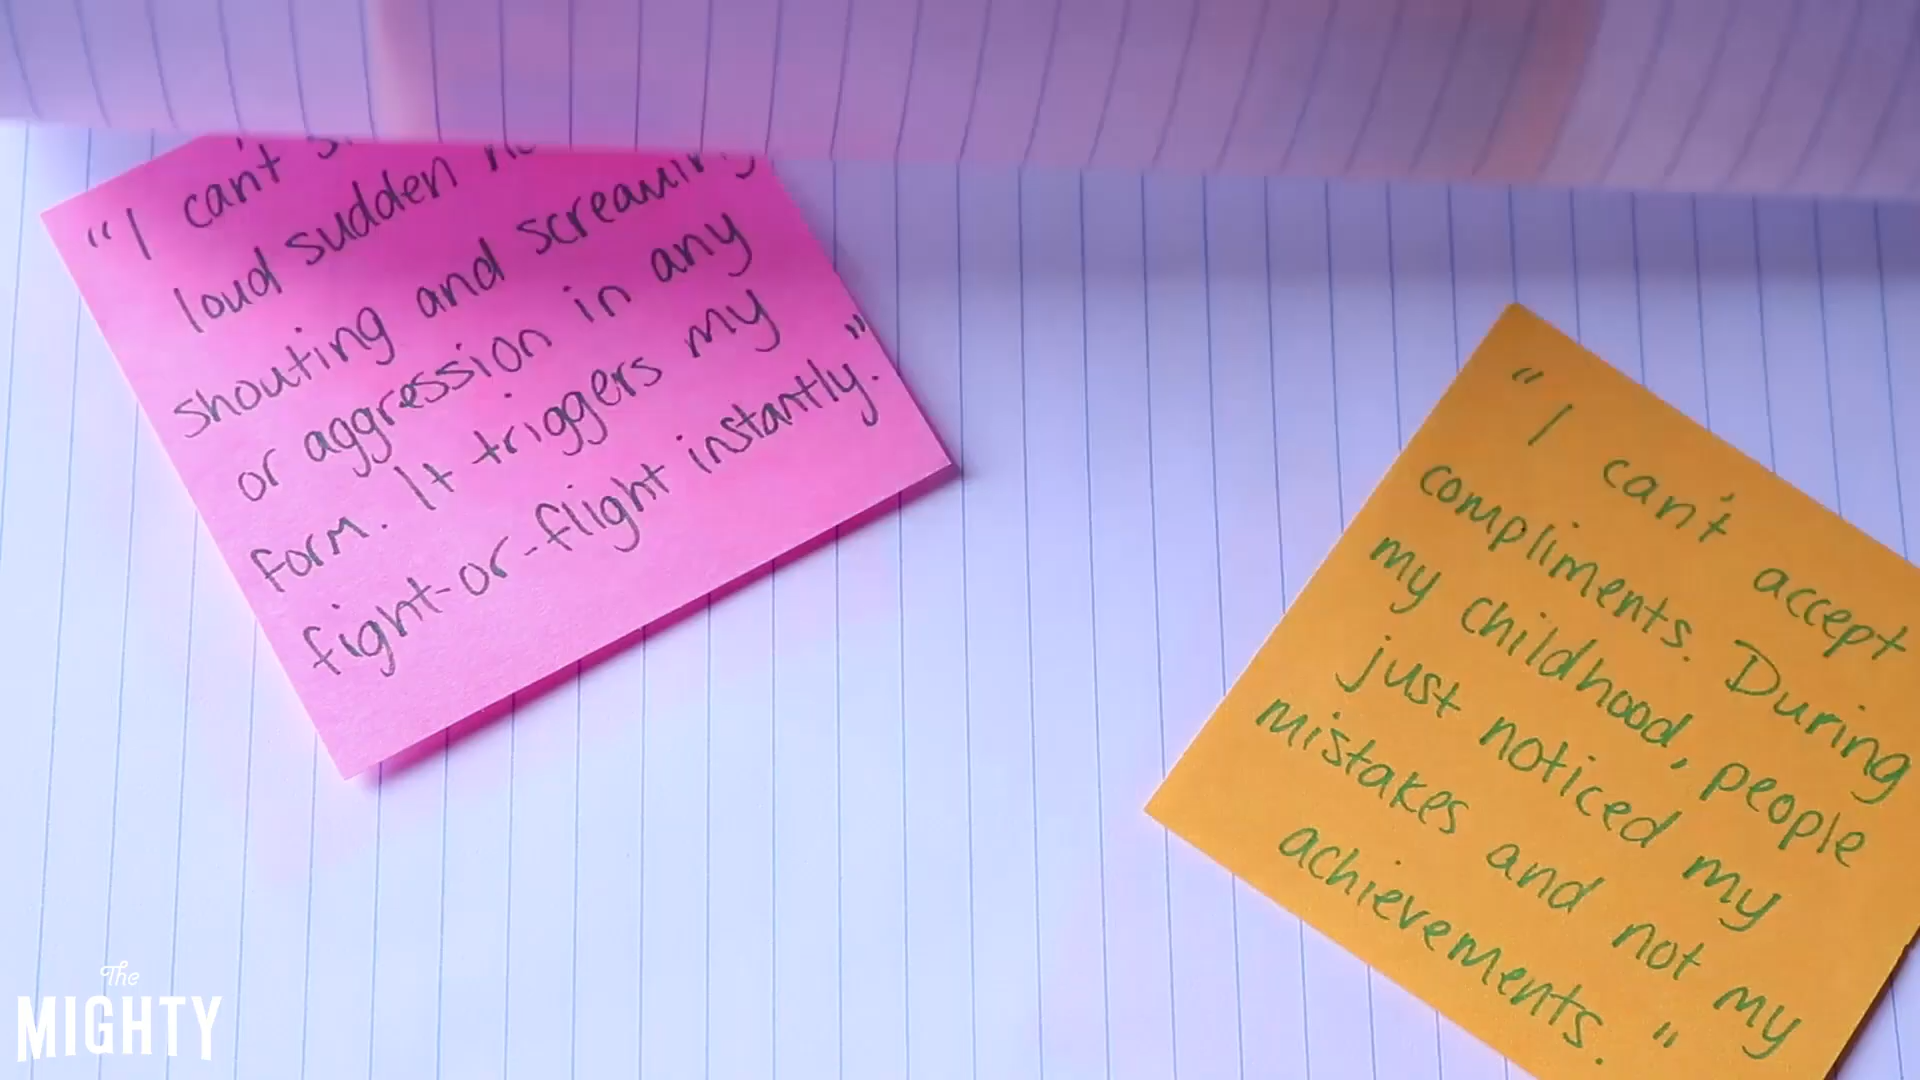 "I can't
loud sudden
shouting and screaming
or aggression in any
form. It triggers my
fight-or-flight instantly."
"I can't accept
compliments. During
my childhood, people
just noticed my
mistakes and not my
achievements."
The
MIGHTY